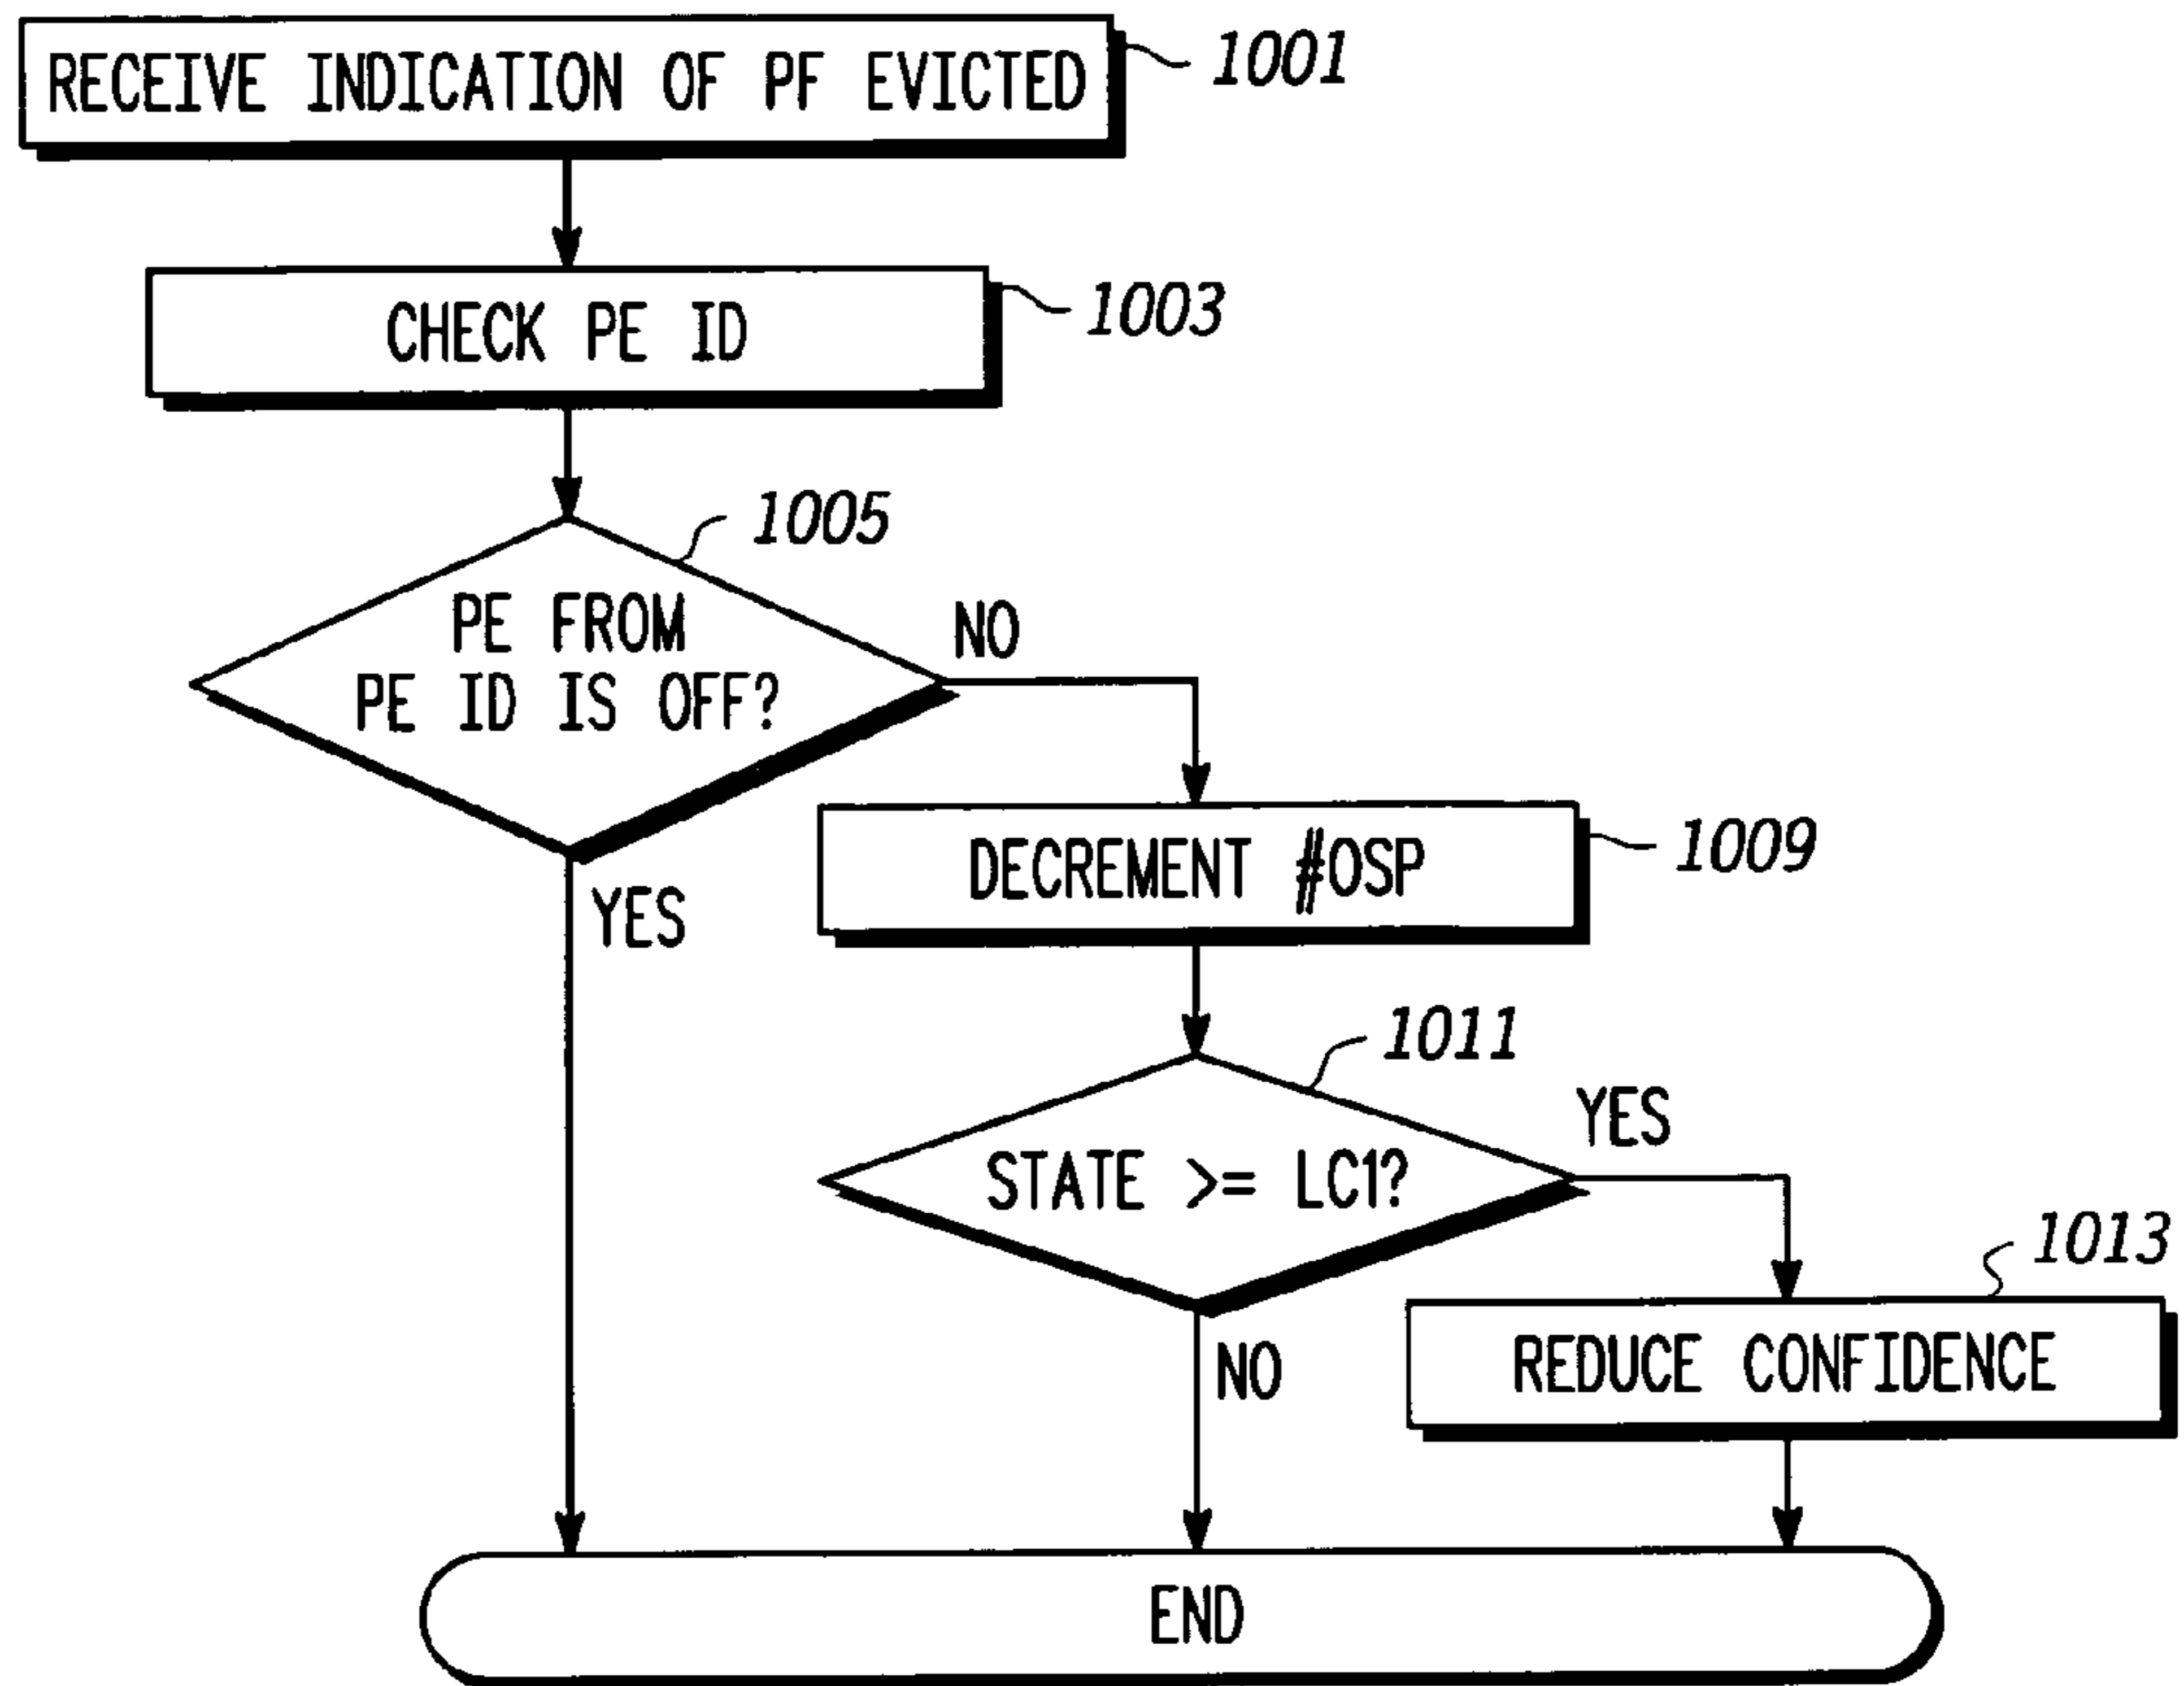 RECEIVE INDICATION OF PF EVICTED
1001
CHECK PE ID
1003
1005
PE FROM
PE ID IS OFF?
NO
YES
DECREMENT #OSP
1009
1011
STATE >= LC1?
YES
NO
1013
REDUCE CONFIDENCE
END